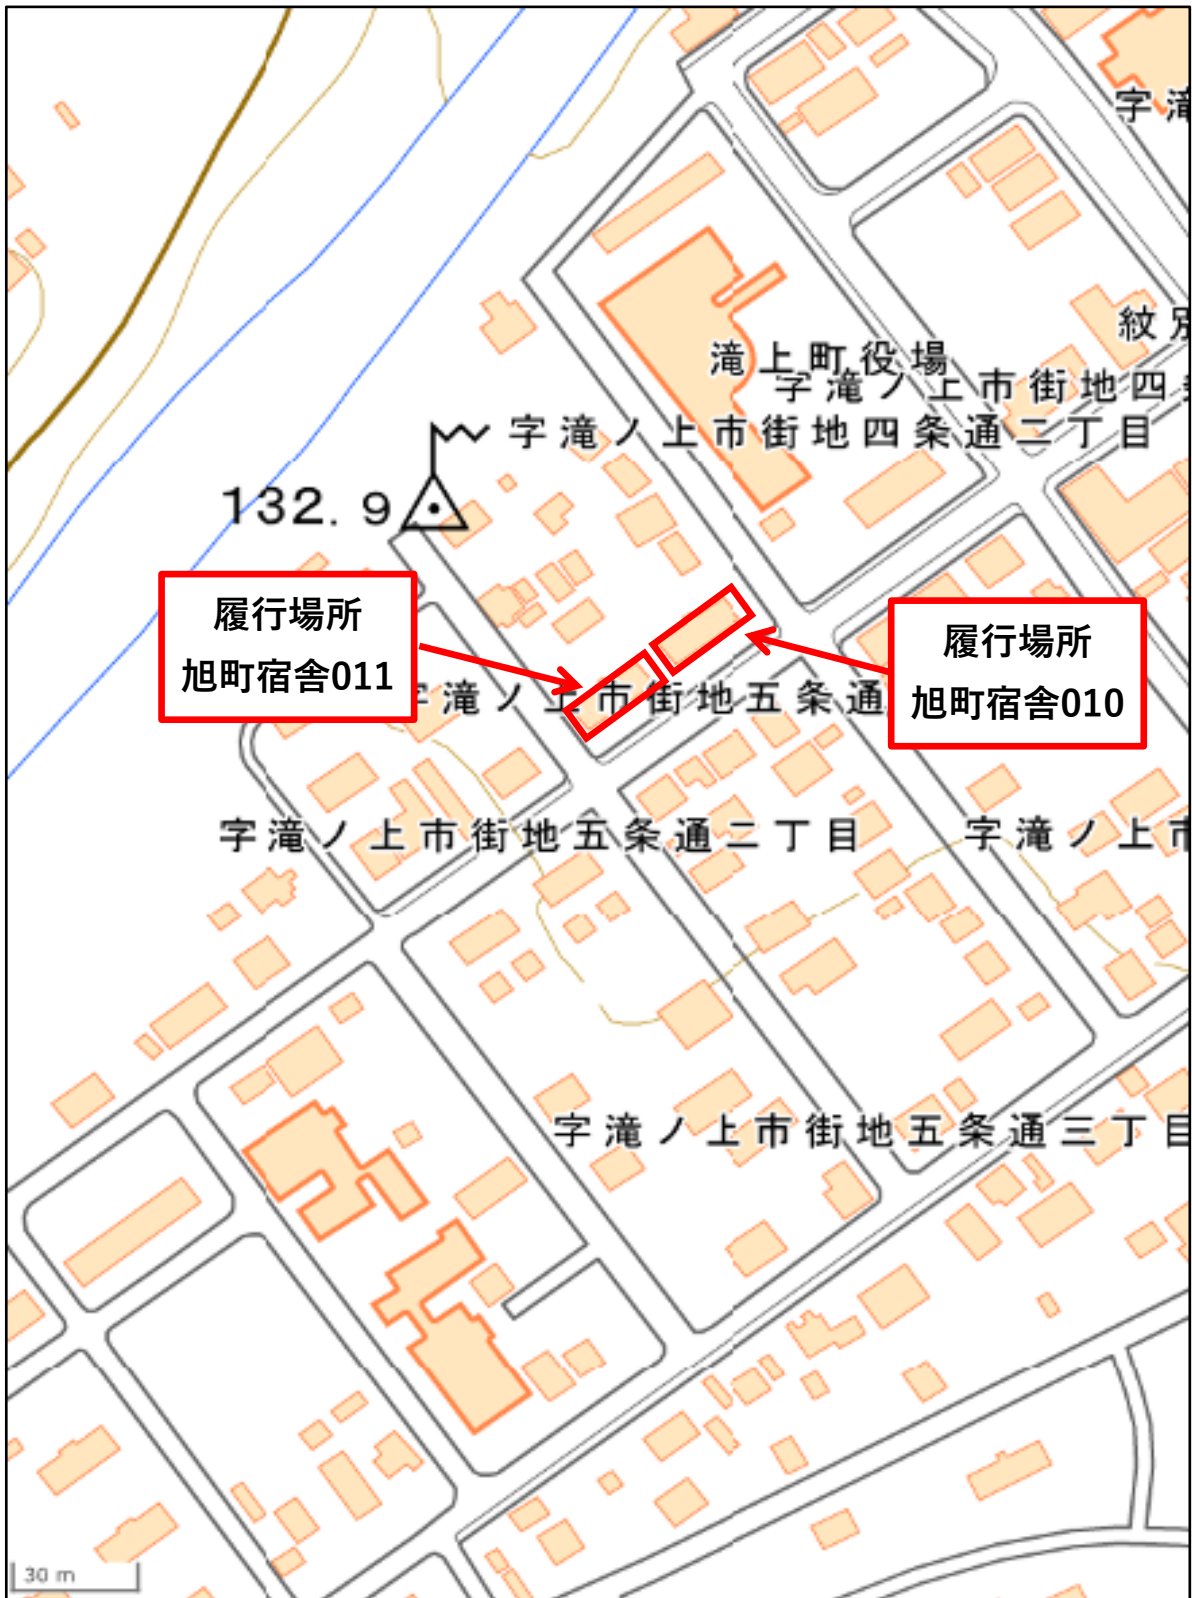 字滝
紋別
滝上町役場
字滝ノ上市街地四条
字滝ノ上市街地四条通二丁目
132.9
履行場所
旭町宿舎011
履行場所
旭町宿舎010
字滝ノ上市街地五条通
字滝ノ上市街地五条通二丁目
字滝ノ上市
字滝ノ上市街地五条通三丁目
30 m